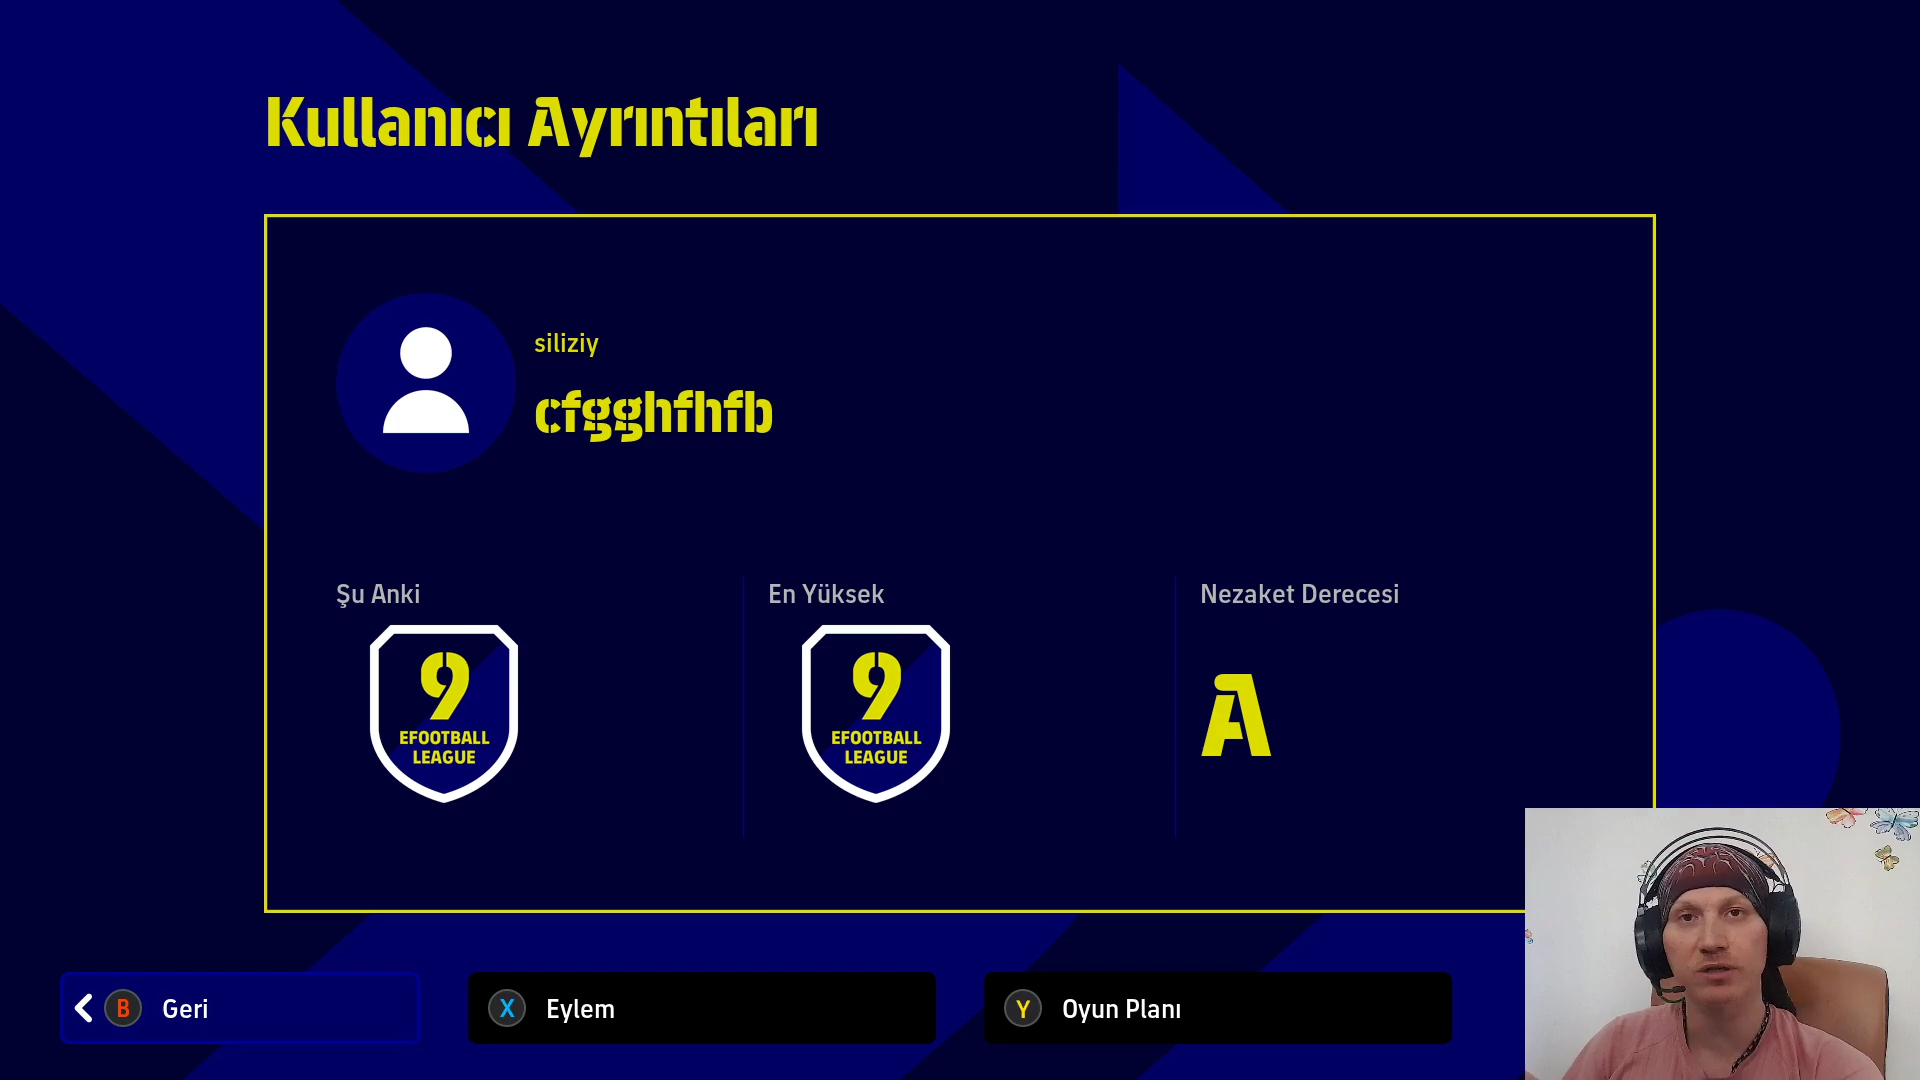 Kullanıcı Ayrıntıları
siliziy
cfgghfhfb
Şu Anki
En Yüksek
Nezaket Derecesi
9
EFOOTBALL
LEAGUE
9
EFOOTBALL
LEAGUE
A
B Geri
X Eylem
Y Oyun Planı